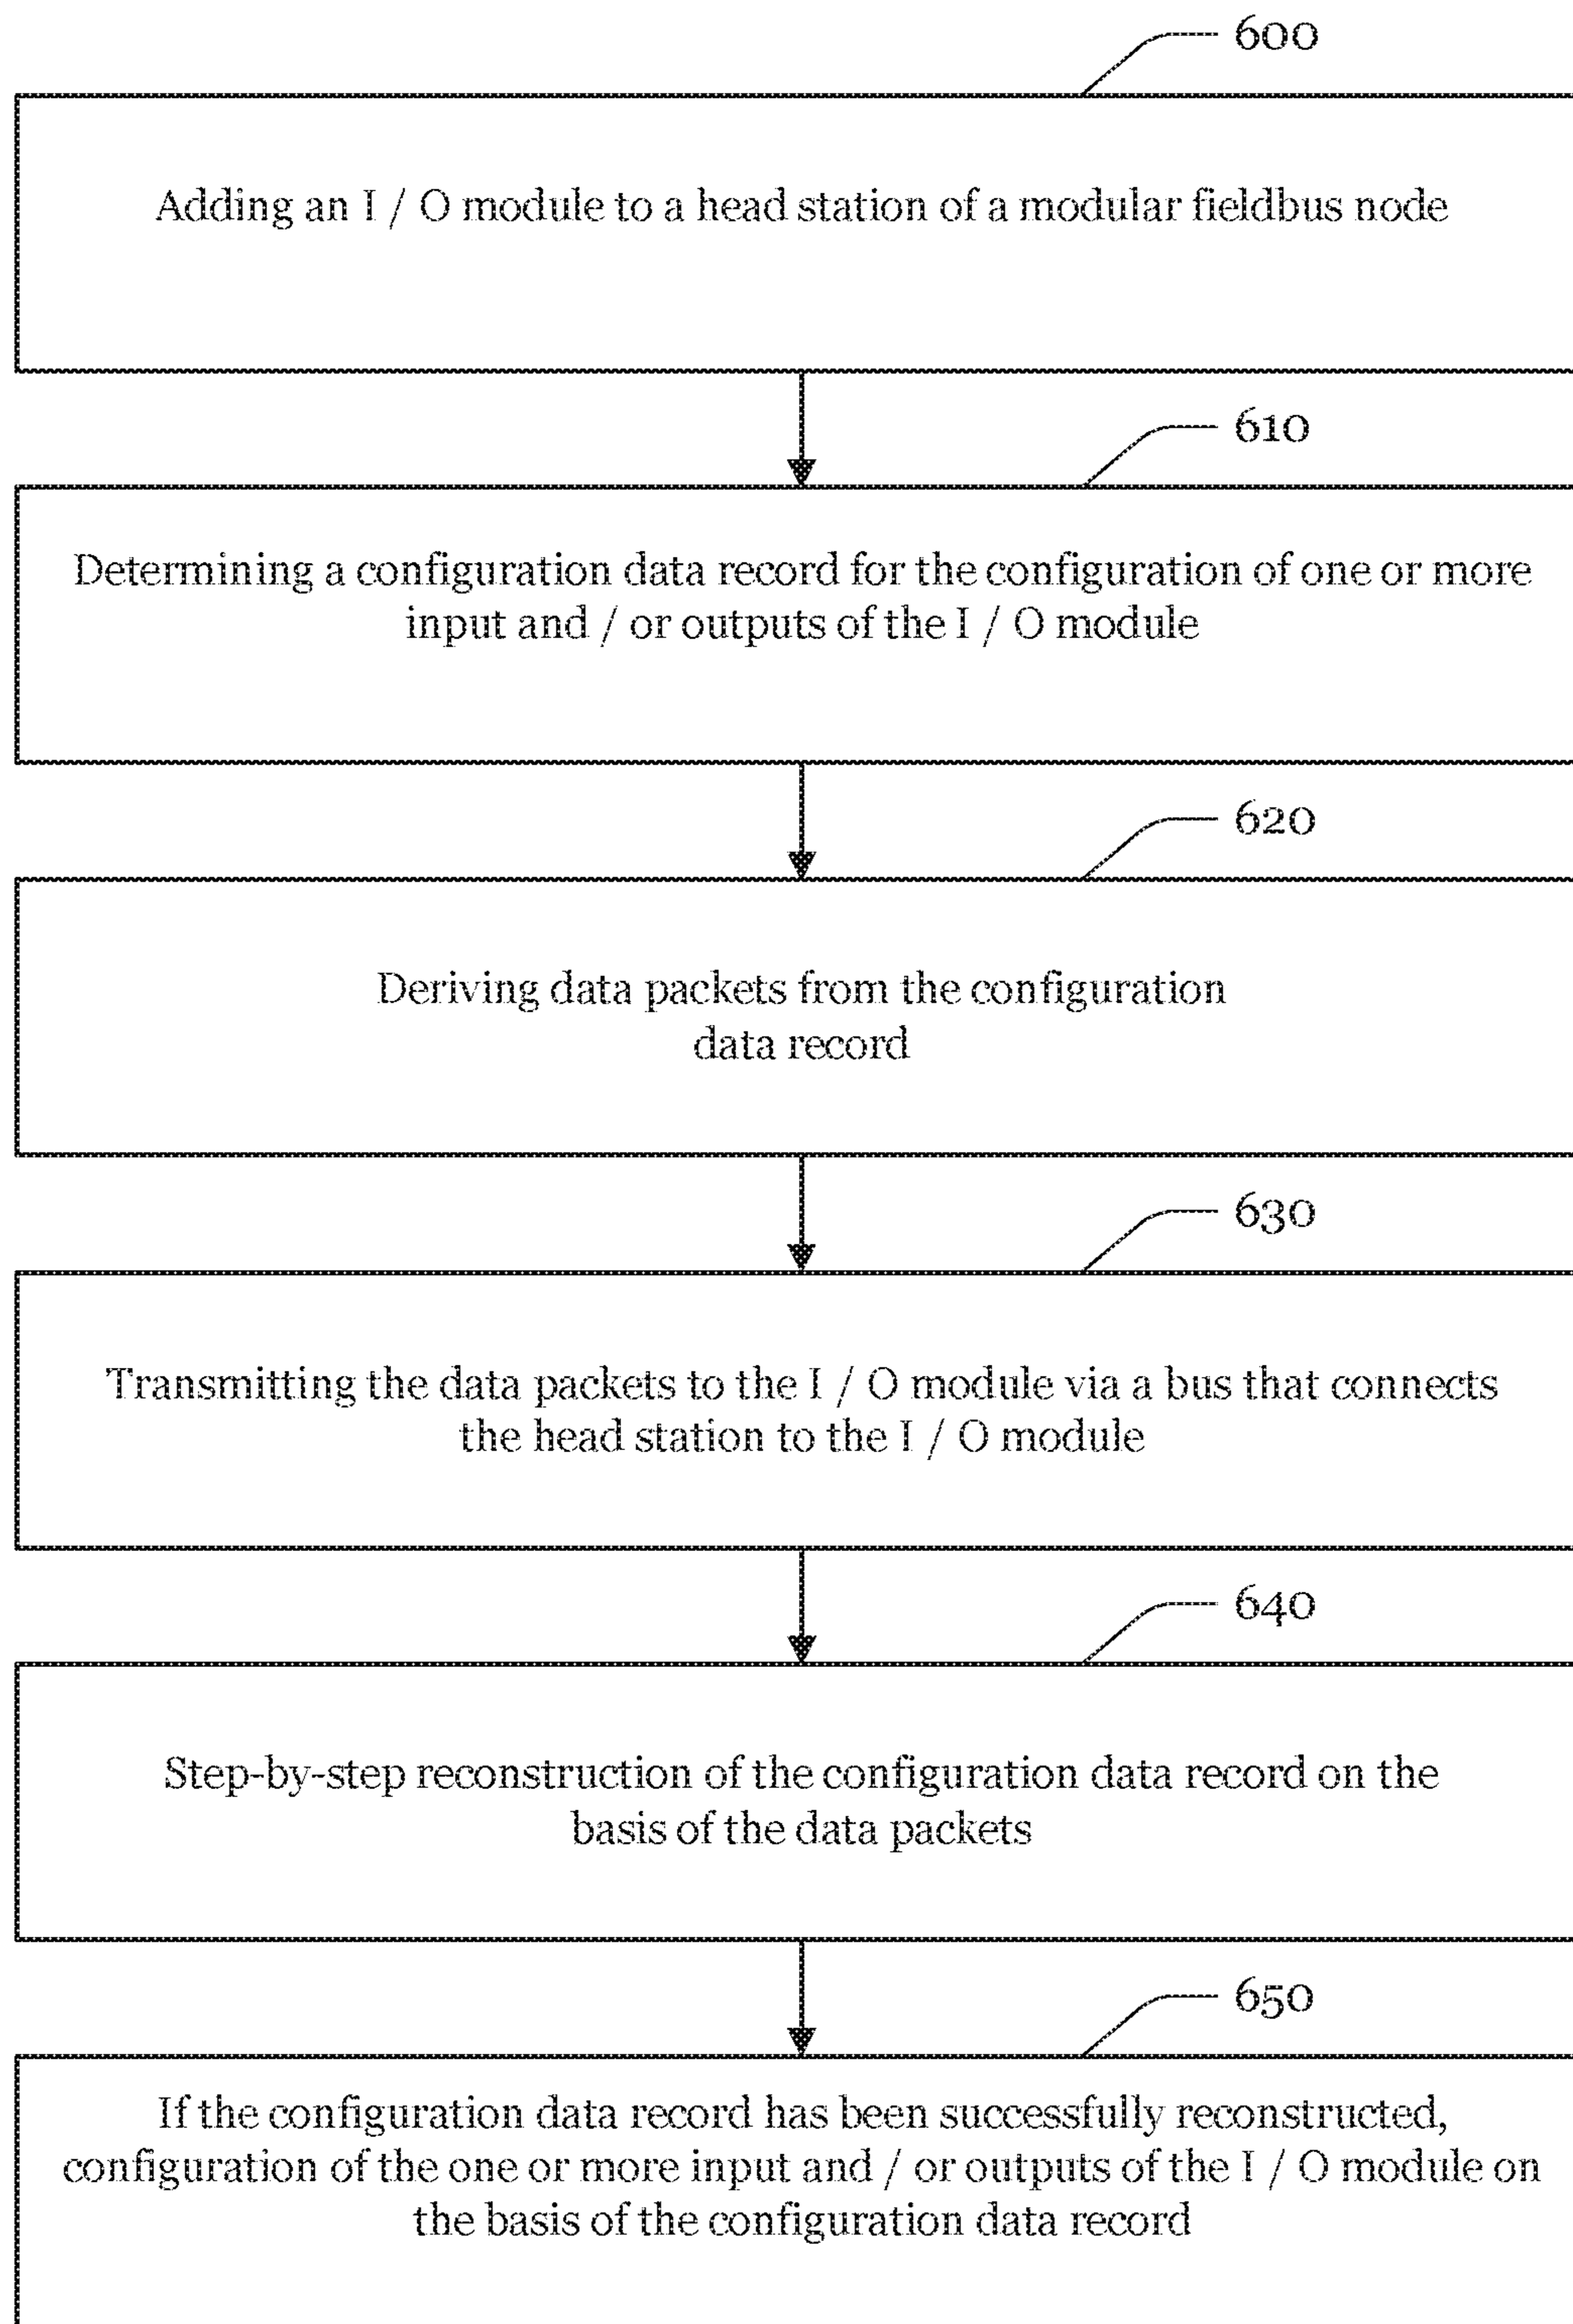 600
Adding an I / O module to a head station of a modular fieldbus node
610
Determining a configuration data record for the configuration of one or more
input and / or outputs of the I / O module
620
Deriving data packets from the configuration
data record
630
Transmitting the data packets to the I / O module via a bus that connects
the head station to the I / O module
640
Step-by-step reconstruction of the configuration data record on the
basis of the data packets
650
If the configuration data record has been successfully reconstructed,
configuration of the one or more input and / or outputs of the I / O module on
the basis of the configuration data record